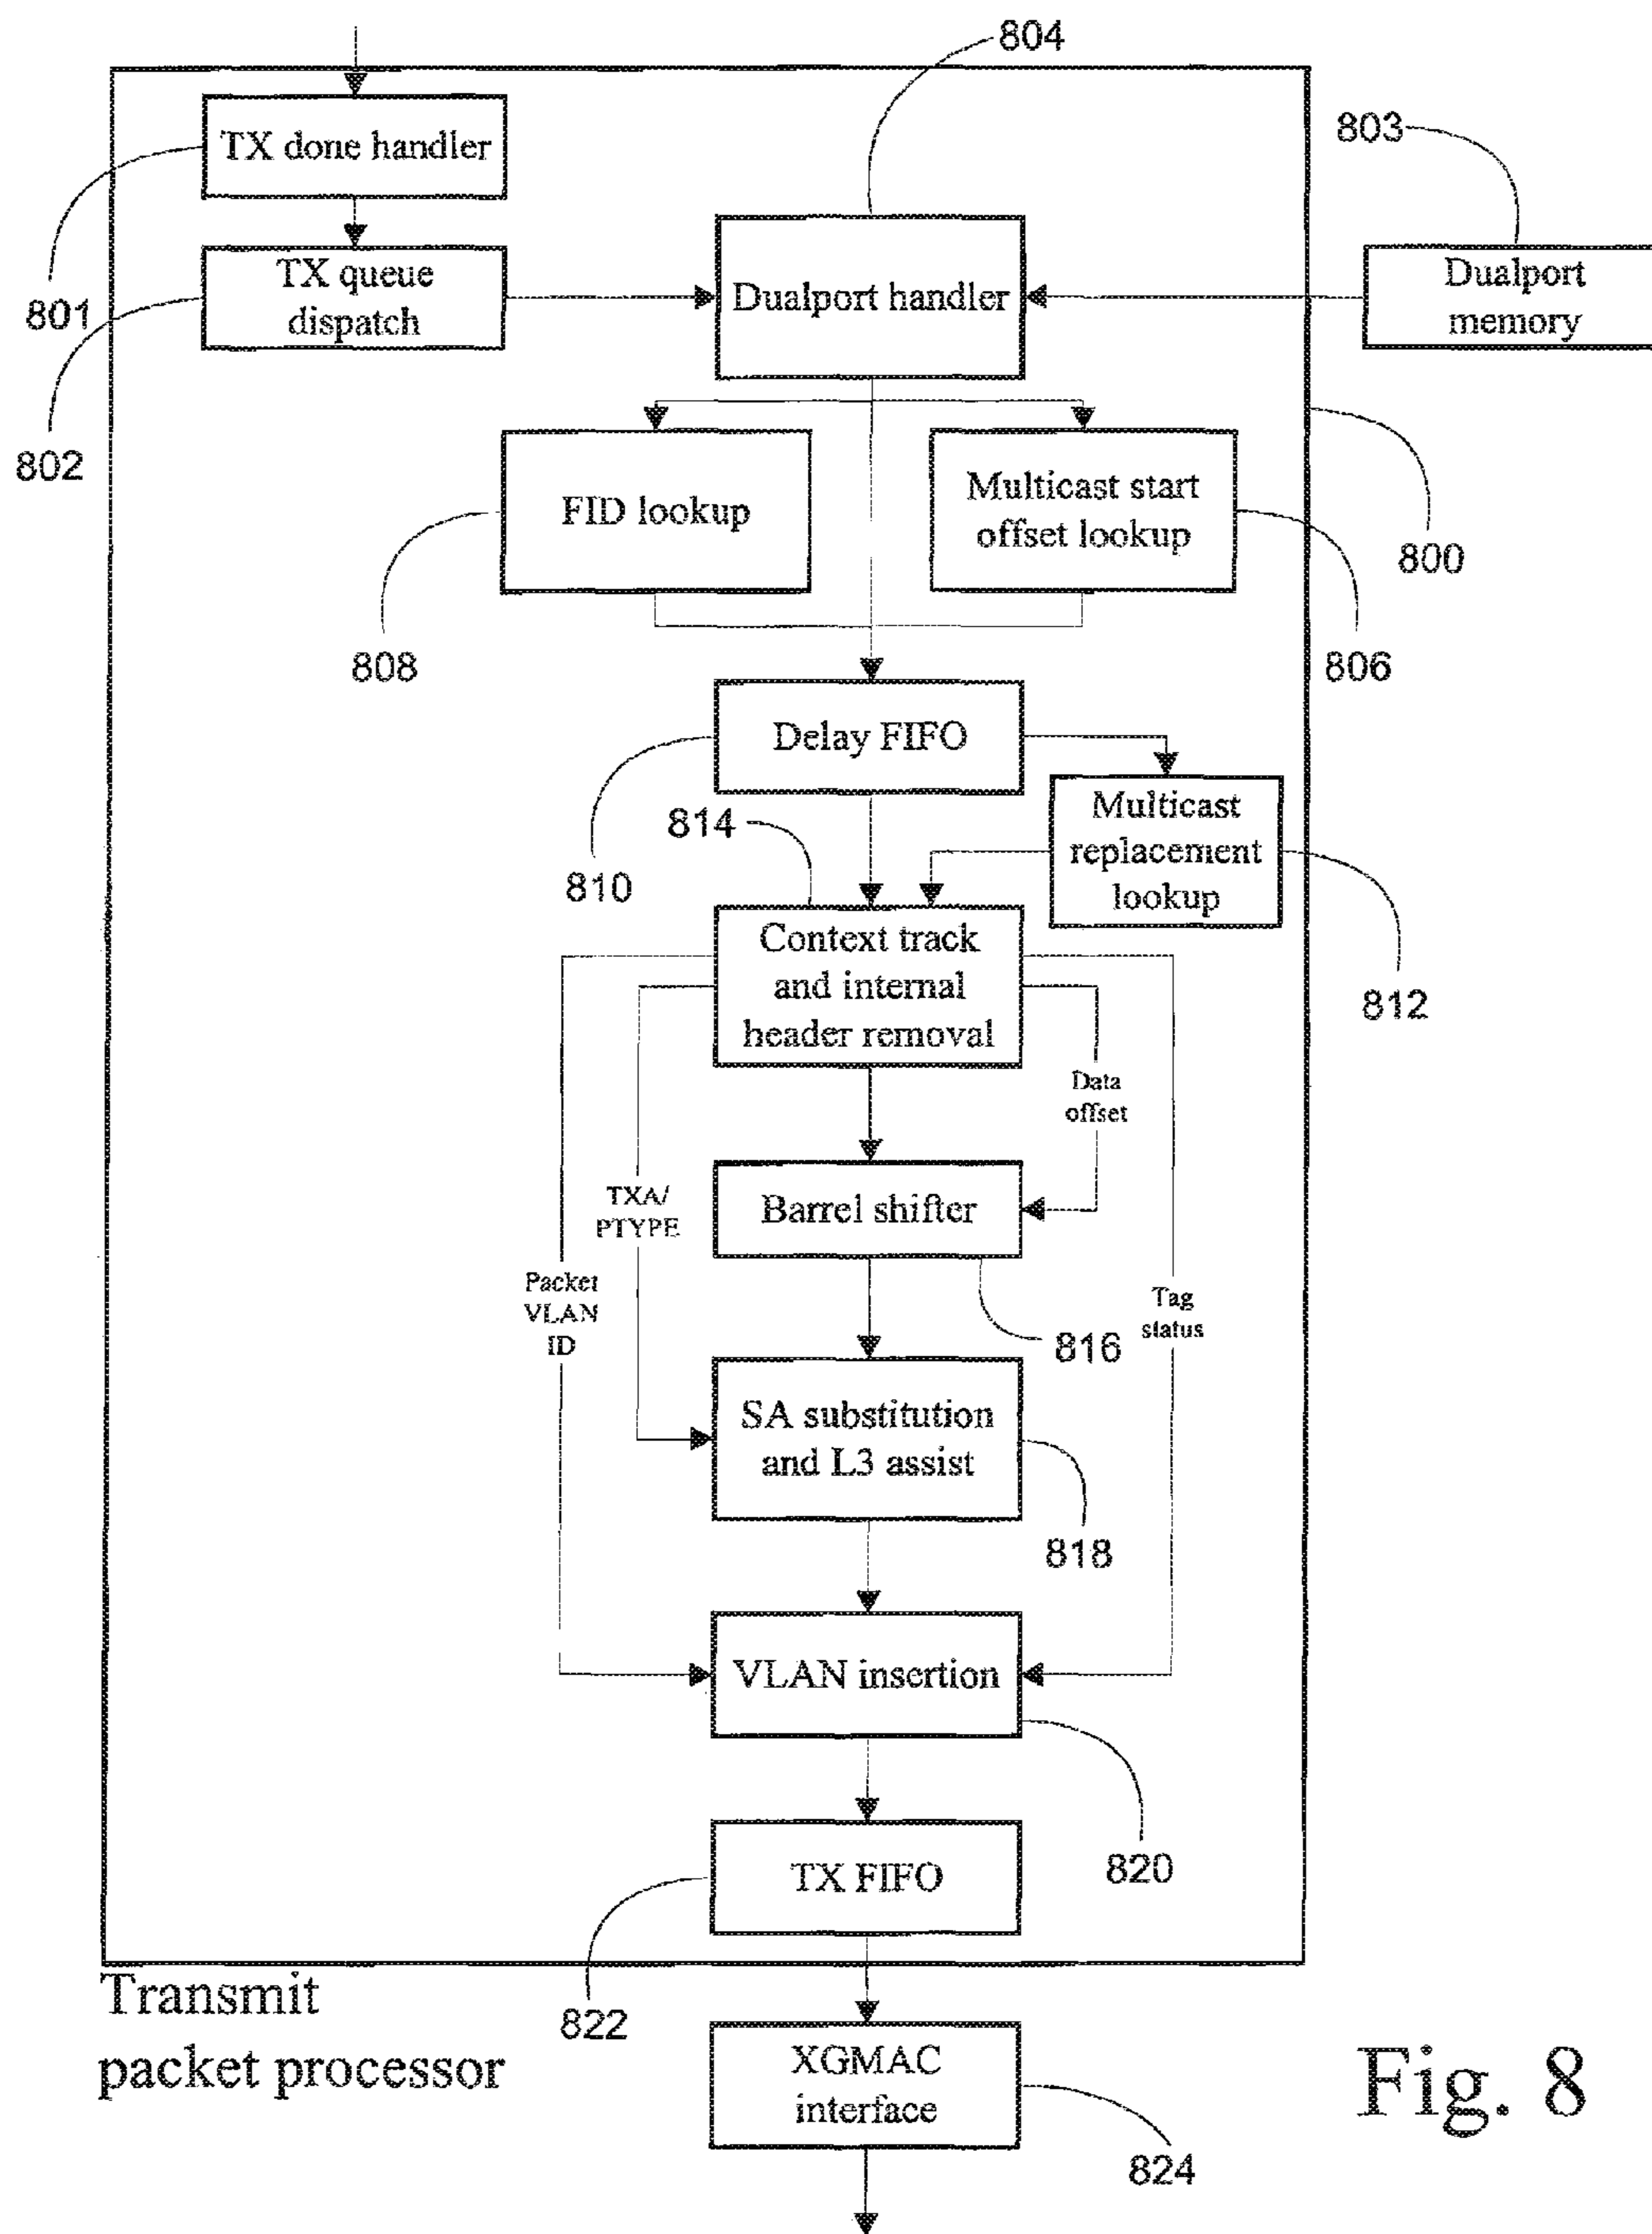 804
803
TX done handler
TX queue
dispatch
801
802
Dualport handler
Dualport
memory
FID lookup
Multicast start
offset lookup
800
808
806
Delay FIFO
814
810
Multicast
replacement
lookup
812
Context track
and internal
header removal
Data
offset
TXA/
PTYPE
Barrel shifter
Packet
VLAN
ID
Tag
status
816
SA substitution
and L3 assist
818
VLAN insertion
820
TX FIFO
822
Transmit
packet processor
XGMAC
interface
824
Fig. 8